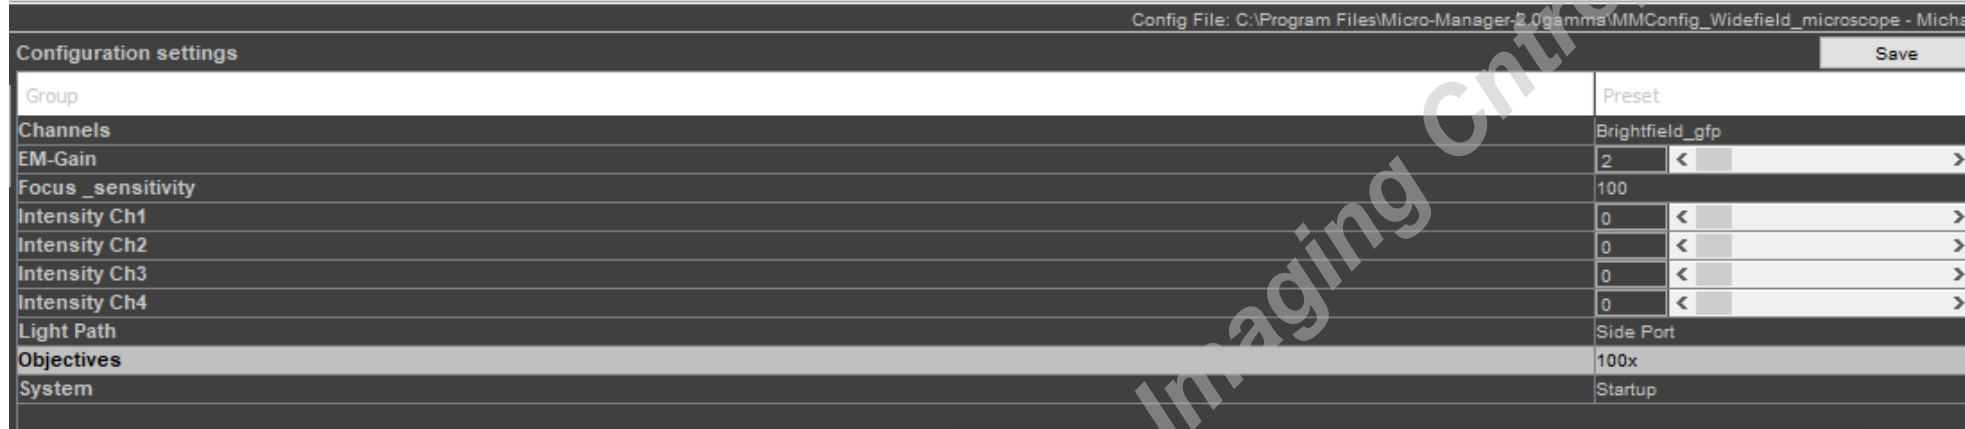 Config File: C:\Program Files\Micro-Manager-2.0gamma\MMConfig_Widefield_microscope - Micha
Configuration settings Save
Group Preset
Channels Brightfield_gfp
EM-Gain 2 < >
Focus _sensitivity 100
Intensity Ch1 0 < >
Intensity Ch2 0 < >
Intensity Ch3 0 < >
Intensity Ch4 0 < >
Light Path Side Port
Objectives 100x
System Startup
Imaging Cntro